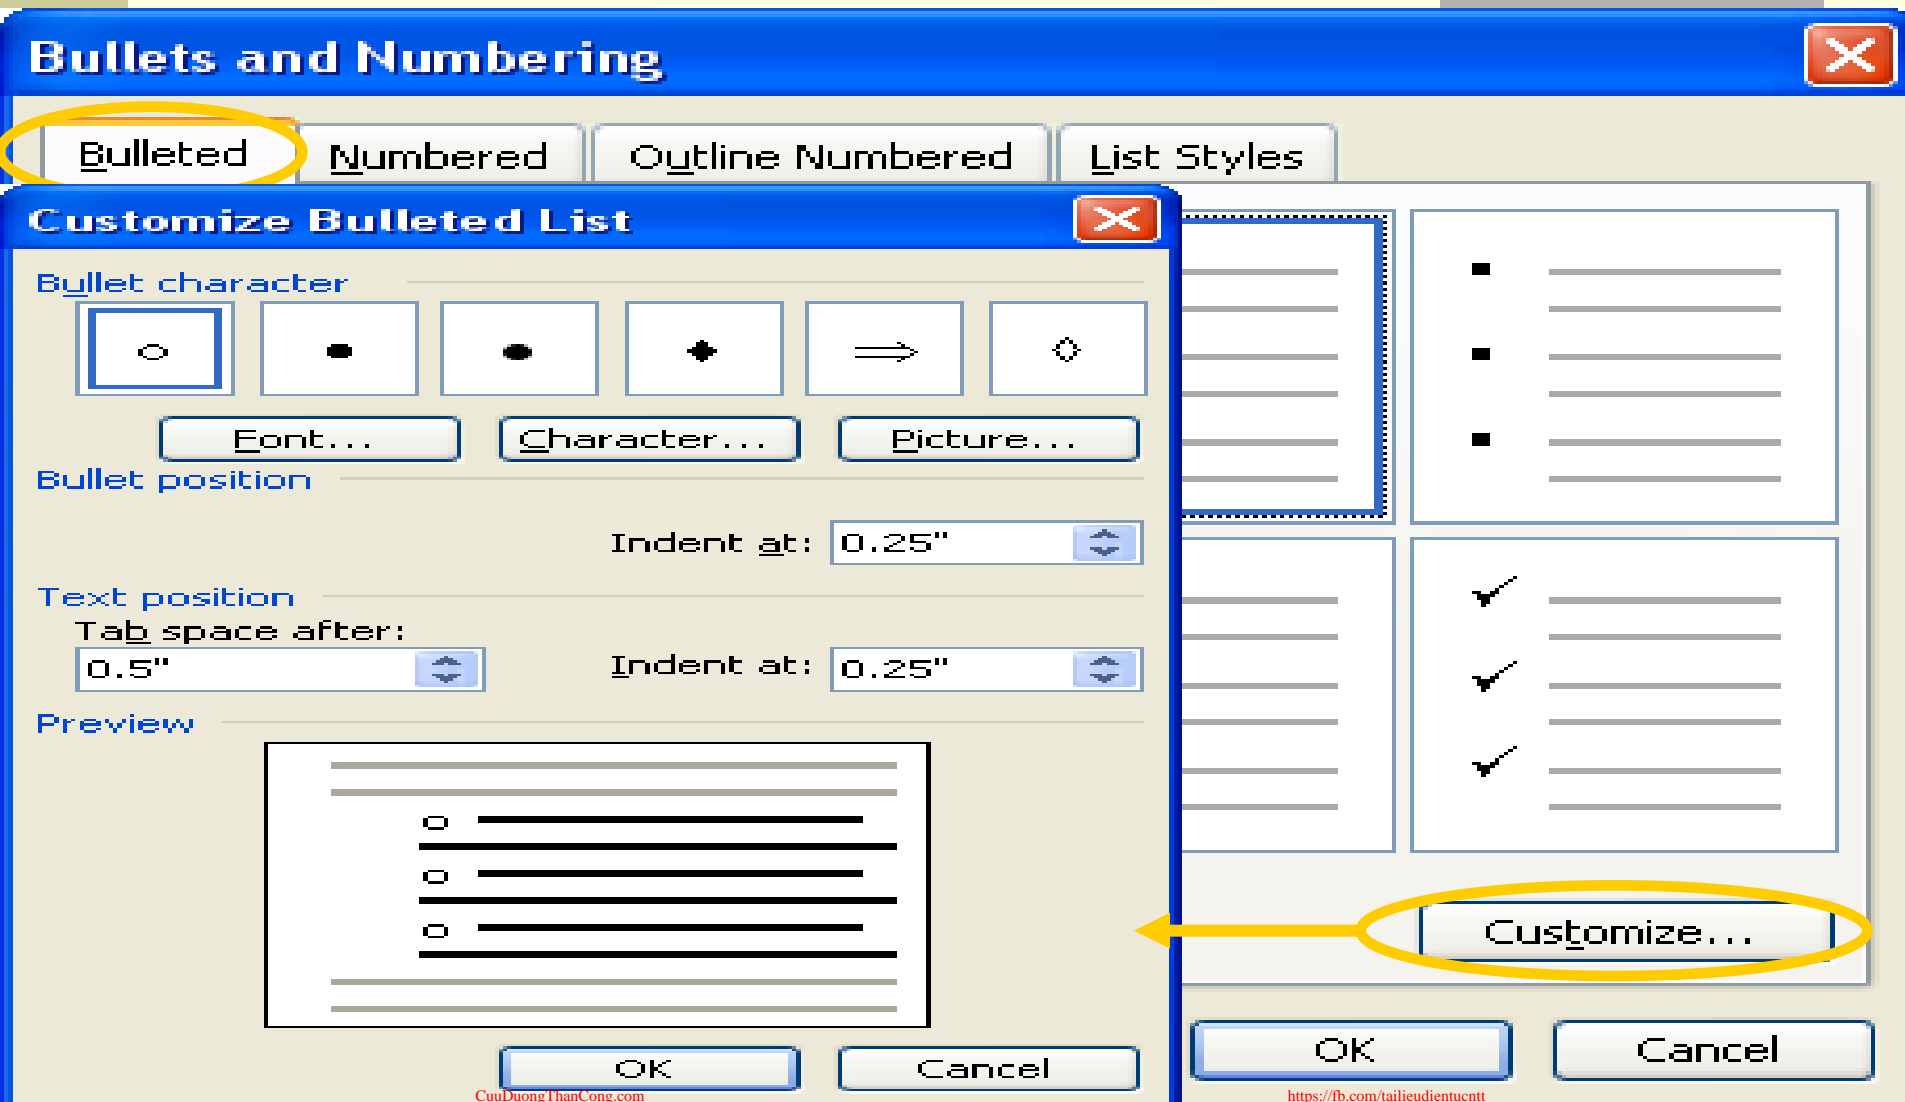 Bullets and Numbering
Bulleted
Numbered
Outline Numbered
List Styles
Customize Bulleted List
Bullet character
Font...
Character...
Picture...
Bullet position
Indent at: 0.25"
Text position
Tab space after:
0.5"
Indent at: 0.25"
Preview
Customize...
OK
Cancel
OK
Cancel
CuuDuongThanCong.com
https://fb.com/tailieudientucntt